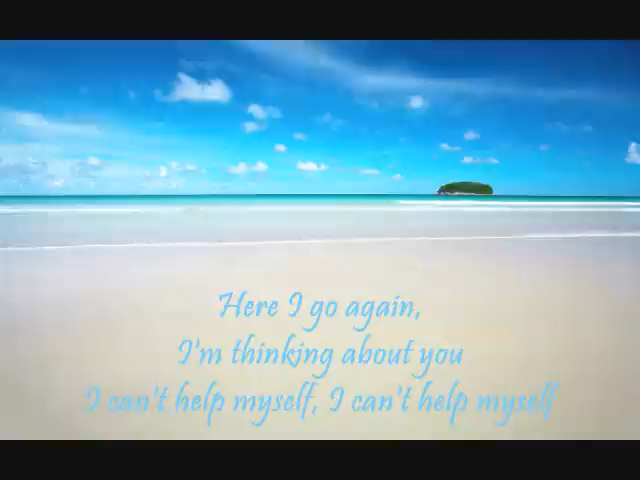 Here I go again,
I'm thinking about you
I can't help myself, I can't help myself